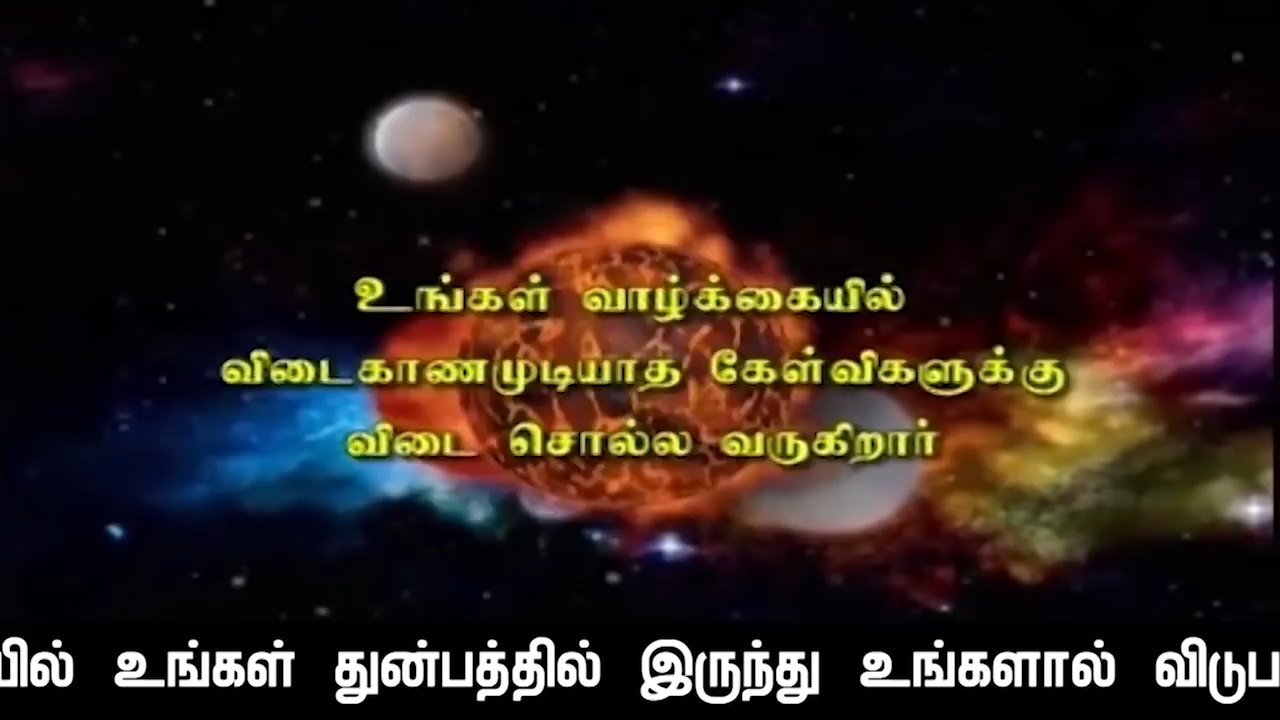 உங்கள் வாழ்க்கையில்
விடைகாணமுடியாத கேள்விகளுக்கு
விடை சொல்ல வருகிறார்
யில் உங்கள் துன்பத்தில் இருந்து உங்களால் விடுப